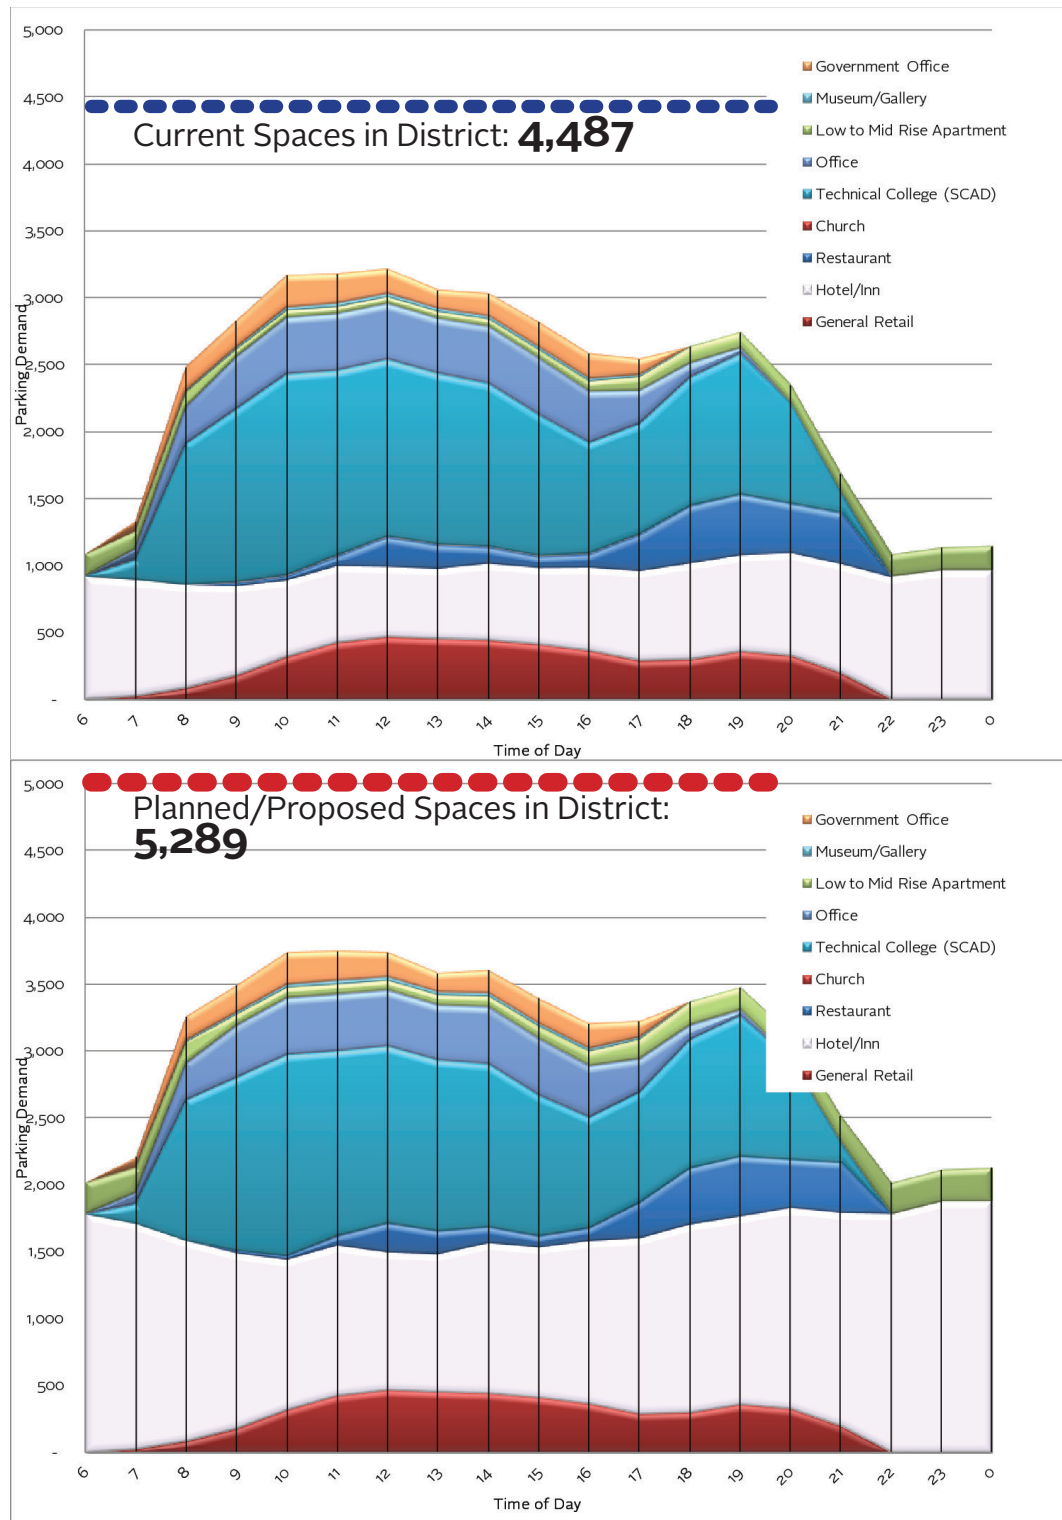 5,000
4,500
4,000
3,500
3,000
2,500
2,000
1,500
1,000
500
-
Parking Demand
Current Spaces in District: 4,487
Government Office
Museum/Gallery
Low to Mid Rise Apartment
Office
Technical College (SCAD)
Church
Restaurant
Hotel/Inn
General Retail
6 7 8 9 10 11 12 13 14 15 16 17 18 19 20 21 22 23 0
Time of Day
5,000
4,500
4,000
3,500
3,000
2,500
2,000
1,500
1,000
500
-
Parking Demand
Planned/Proposed Spaces in District:
5,289
Government Office
Museum/Gallery
Low to Mid Rise Apartment
Office
Technical College (SCAD)
Church
Restaurant
Hotel/Inn
General Retail
6 7 8 9 10 11 12 13 14 15 16 17 18 19 20 21 22 23 0
Time of Day